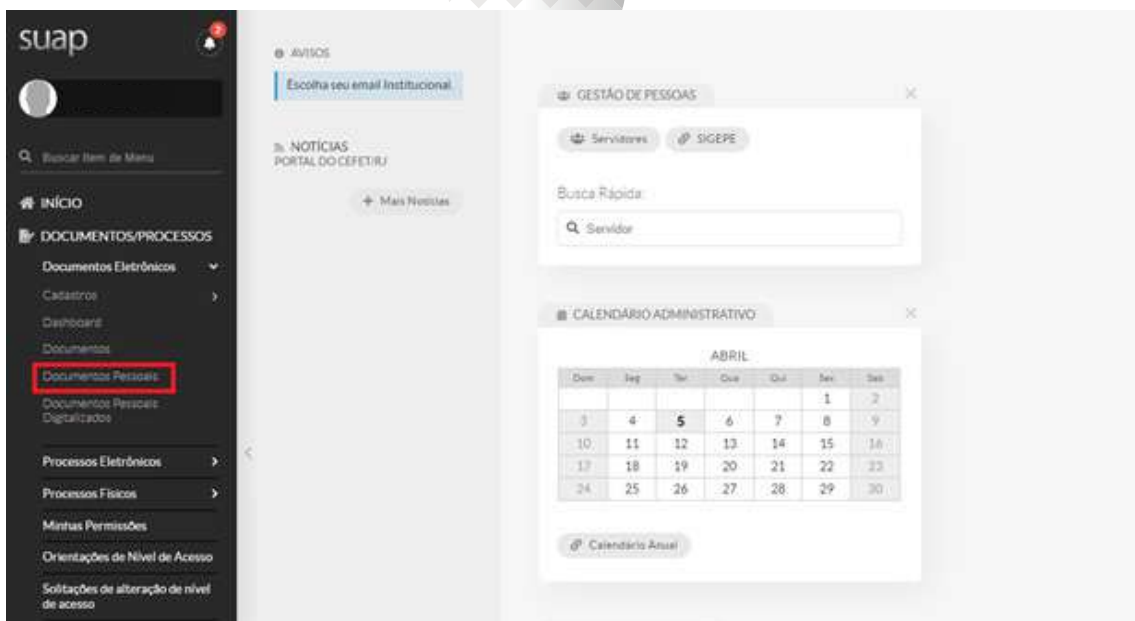 suap
2
Buscar Item de Menu
INÍCIO
DOCUMENTOS/PROCESSOS
Documentos Eletrônicos
Cadastros
Dashboard
Documentos
Documentos Pessoais
Documentos Pessoais
Digitalizados
Processos Eletrônicos
Processos Físicos
Minhas Permissões
Orientações de Nível de Acesso
Solitações de alteração de nível
de acesso
AVISOS
Escolha seu email Institucional
NOTÍCIAS
PORTAL DO CEFET/RJ
+ Mais Notícias
GESTÃO DE PESSOAS
Servidores SIGEPE
Busca Rápida:
Servidor
CALENDÁRIO ADMINISTRATIVO
ABRIL
Dom Seg Ter Qua Qui Sex Sáb
1 2
3 4 5 6 7 8 9
10 11 12 13 14 15 16
17 18 19 20 21 22 23
24 25 26 27 28 29 30
Calendário Anual